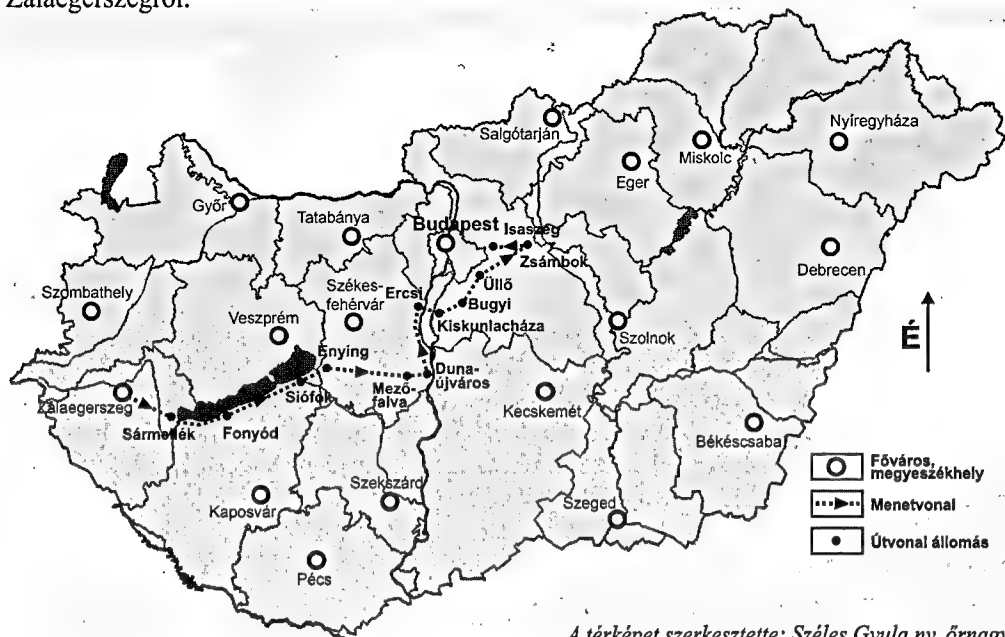 Zalaegerszegről.
Salgótarján
Nyíregyháza
Miskolc
Eger
Győr
Tatabánya
Budapest
Isaszeg
Zsámbok
Debrecen
Szombathely
Székes-
fehérvár
Ercsi
Üllő
Bugyi
Veszprém
Kiskunlacháza
Szolnok
É
Enying
Duna-
újváros
Mező-
falva
Siófok
Zalaegerszeg
Kecskemét
Sármellék
Fonyód
Békéscsaba
Főváros,
megyeszékhely
Szekszárd
Kaposvár
Szeged
Menetvonal
Útvonal állomás
Pécs
A térképet szerkesztette: Széles Gyula ny. őrnagy